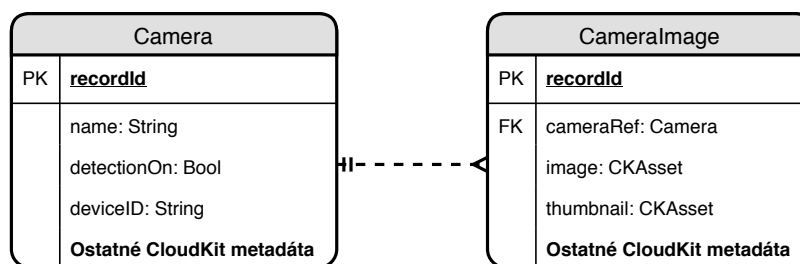 Camera
PK recordId
name: String
detectionOn: Bool
deviceID: String
Ostatné CloudKit metadáta
CameraImage
PK recordId
FK cameraRef: Camera
image: CKAsset
thumbnail: CKAsset
Ostatné CloudKit metadáta